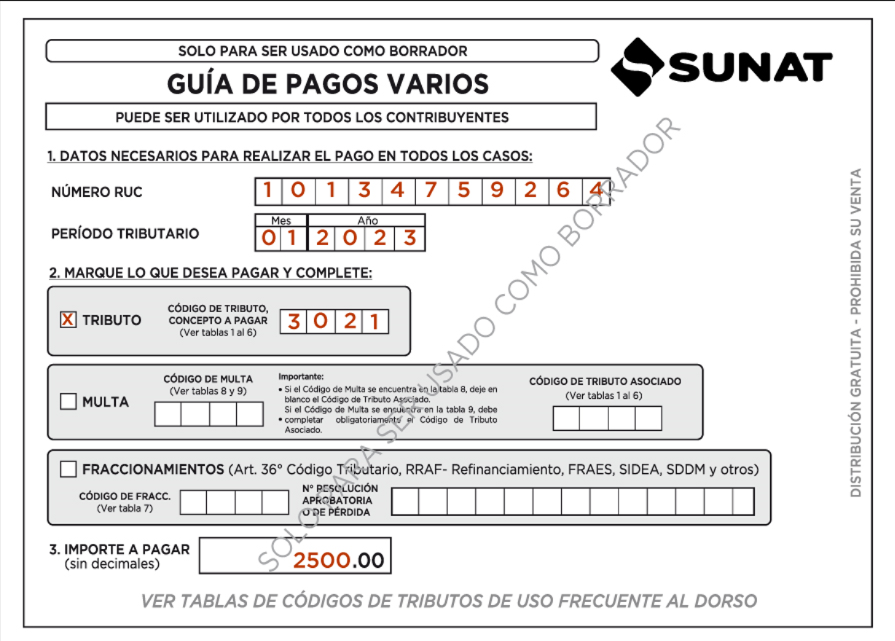 SOLO PARA SER USADO COMO BORRADOR
SUNAT
GUÍA DE PAGOS VARIOS
PUEDE SER UTILIZADO POR TODOS LOS CONTRIBUYENTES
1. DATOS NECESARIOS PARA REALIZAR EL PAGO EN TODOS LOS CASOS:
NÚMERO RUC 1 0 1 3 4 7 5 9 2 6 4
Mes Año
PERÍODO TRIBUTARIO 0 1 2 0 2 3
2. MARQUE LO QUE DESEA PAGAR Y COMPLETE:
X TRIBUTO
CÓDIGO DE TRIBUTO,
CONCEPTO A PAGAR
(Ver tablas 1 al 6)
3 0 2 1
MULTA
CÓDIGO DE MULTA
(Ver tablas 8 y 9)
Importante:
• Si el Código de Multa se encuentra en la tabla 8, deje en
blanco el Código de Tributo Asociado.
Si el Código de Multa se encuentra en la tabla 9, debe
• completar obligatoriamente el Código de Tributo
Asociado.
CÓDIGO DE TRIBUTO ASOCIADO
(Ver tablas 1 al 6)
FRACCIONAMIENTOS (Art. 36° Código Tributario, RRAF- Refinanciamiento, FRAES, SIDEA, SDDM y otros)
CÓDIGO DE FRACC.
(Ver tabla 7)
N° RESOLUCIÓN
APROBATORIA
O DE PÉRDIDA
3. IMPORTE A PAGAR
(sin decimales)
2500.00
VER TABLAS DE CÓDIGOS DE TRIBUTOS DE USO FRECUENTE AL DORSO
SOLO PARA SER USADO COMO BORRADOR
DISTRIBUCIÓN GRATUITA - PROHIBIDA SU VENTA